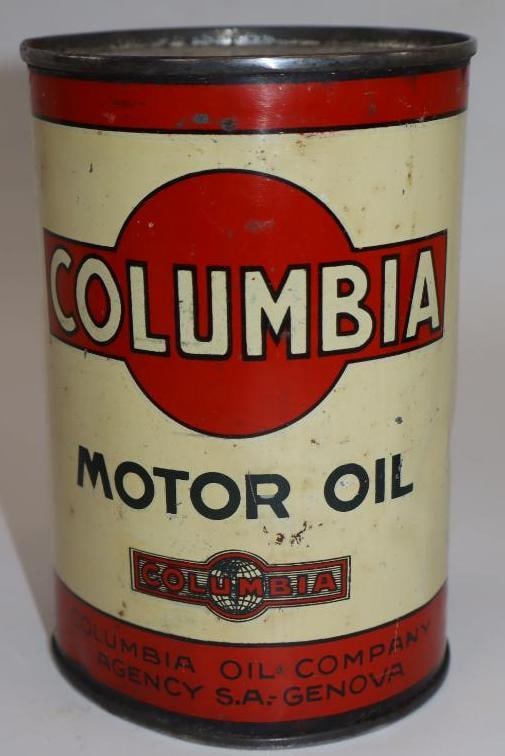 COLUMBIA
MOTOR OIL
COLUMBIA
COLUMBIA OIL COMPANY
AGENCY S.A.-GENOVA